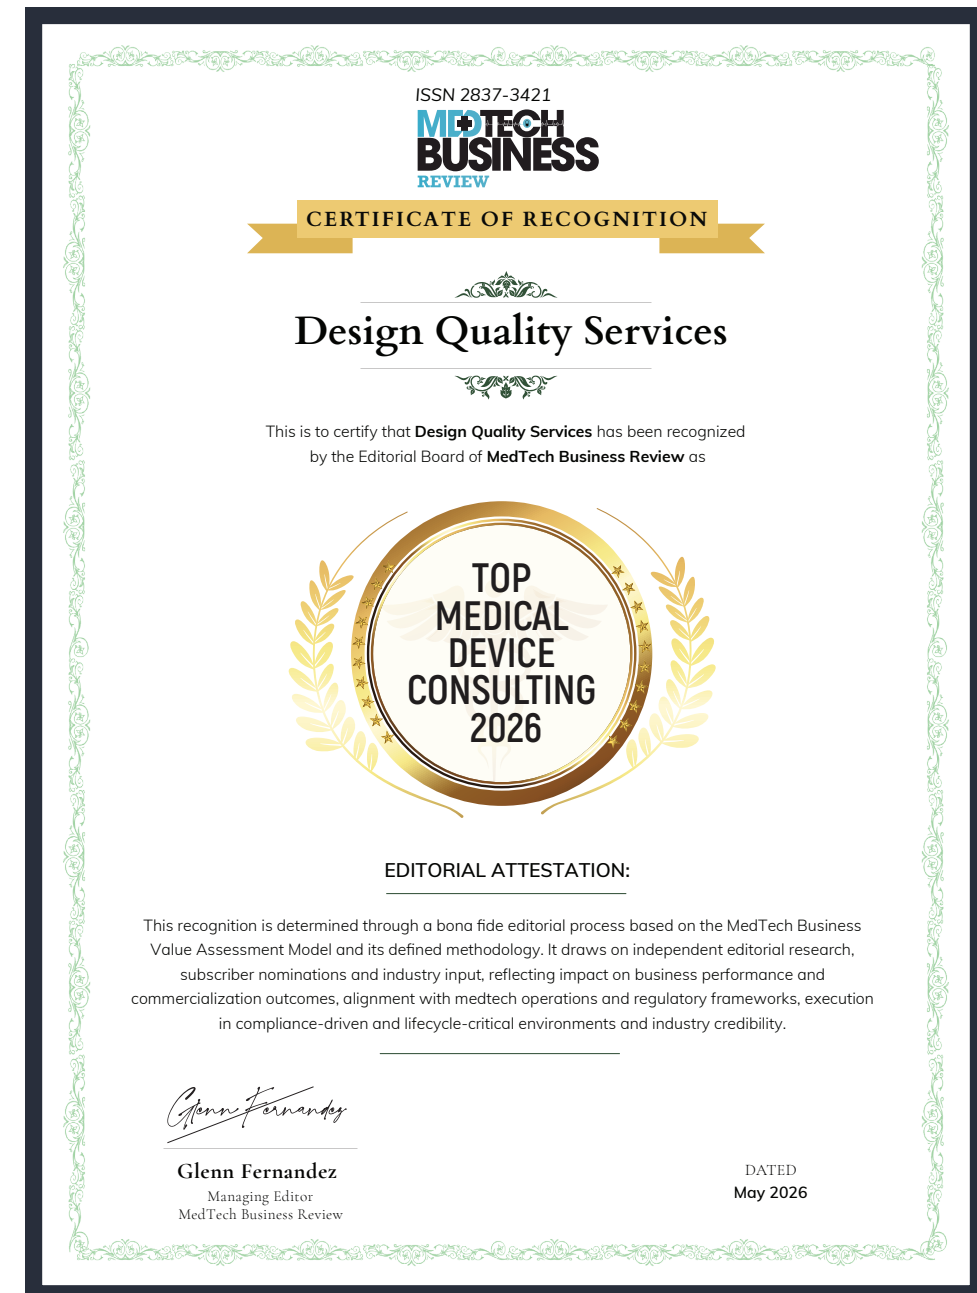 ISSN 2837-3421
MEDTECH
BUSINESS
REVIEW
CERTIFICATE OF RECOGNITION
Design Quality Services
This is to certify that Design Quality Services has been recognized
by the Editorial Board of MedTech Business Review as
TOP
MEDICAL
DEVICE
CONSULTING
2026
EDITORIAL ATTESTATION:
This recognition is determined through a bona fide editorial process based on the MedTech Business
Value Assessment Model and its defined methodology. It draws on independent editorial research,
subscriber nominations and industry input, reflecting impact on business performance and
commercialization outcomes, alignment with medtech operations and regulatory frameworks, execution
in compliance-driven and lifecycle-critical environments and industry credibility.
Glenn Fernandez
Glenn Fernandez
Managing Editor
MedTech Business Review
DATED
May 2026